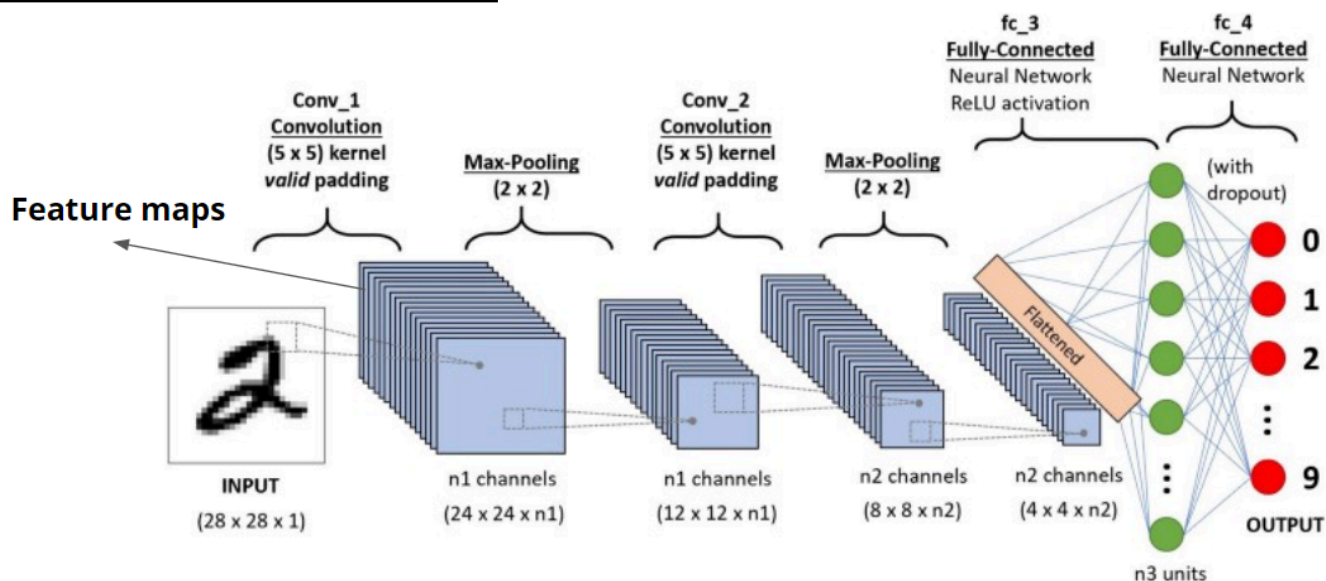 fc_3
Fully-Connected
Neural Network
ReLU activation
fc_4
Fully-Connected
Neural Network
Conv_1
Convolution
(5 x 5) kernel
valid padding
Max-Pooling
(2 x 2)
Conv_2
Convolution
(5 x 5) kernel
valid padding
Max-Pooling
(2 x 2)
(with
dropout)
Feature maps
Flattened
0
1
2
9
INPUT
(28 x 28 x 1)
n1 channels
(24 x 24 x n1)
n1 channels
(12 x 12 x n1)
n2 channels
(8 x 8 x n2)
n2 channels
(4 x 4 x n2)
OUTPUT
n3 units
2